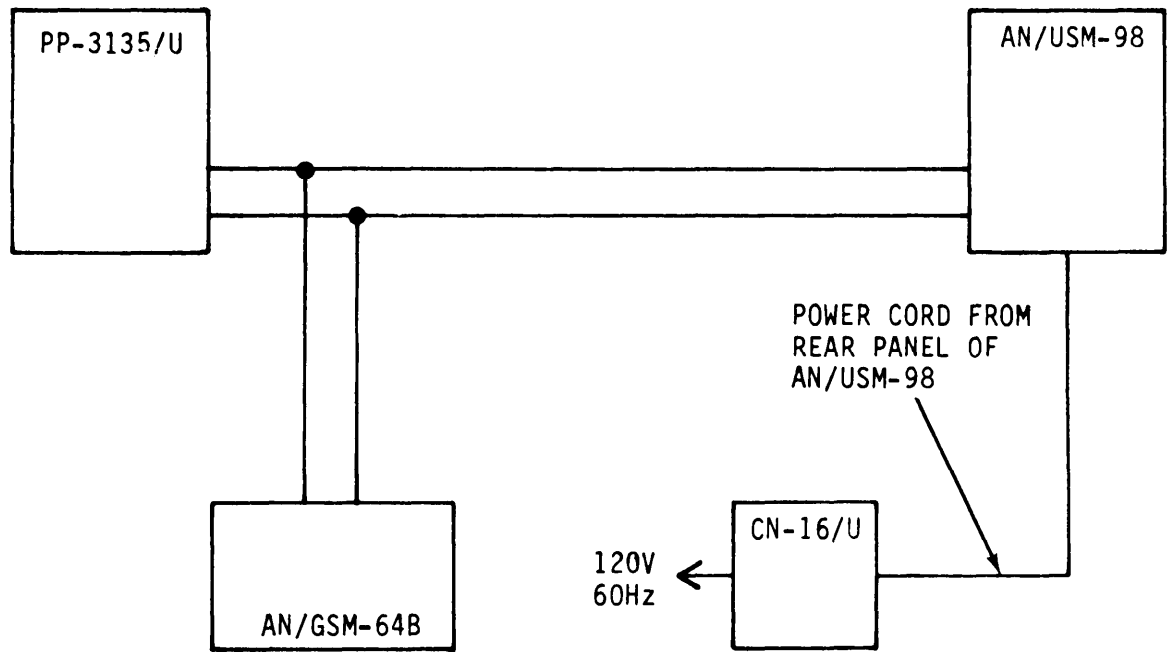 PP-3135/U
AN/USM-98
POWER CORD FROM
REAR PANEL OF
AN/USM-98
CN-16/U
120V
60Hz
AN/GSM-64B